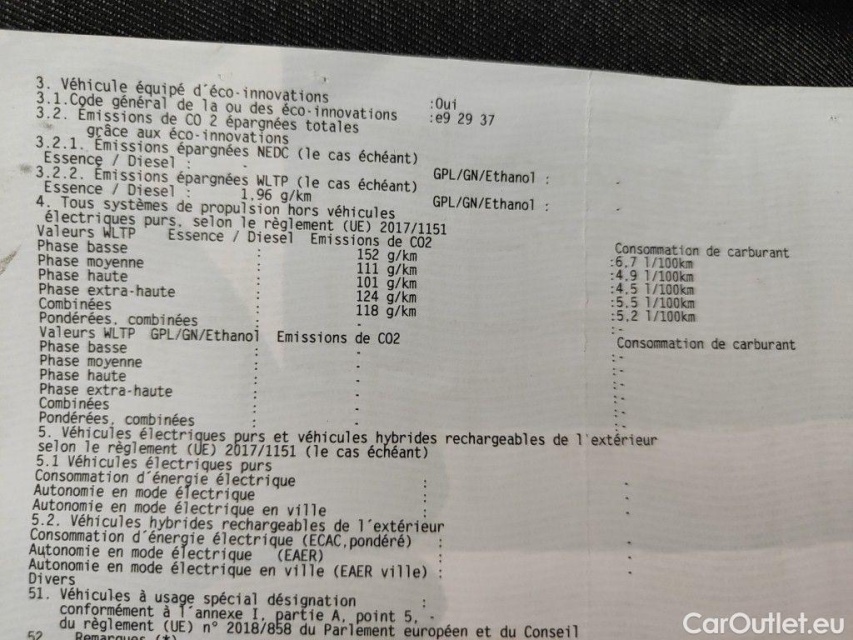 3. Véhicule équipé d'éco-innovations :Oui
3.1.Code général de la ou des éco-innovations :e9 29 37
3.2. Émissions de CO 2 épargnées totales
grâce aux éco-innovations
3.2.1. Émissions épargnées NEDC (le cas échéant)
Essence / Diesel : - GPL/GN/Ethanol : -
3.2.2. Émissions épargnées WLTP (le cas échéant)
Essence / Diesel : 1,96 g/km GPL/GN/Ethanol : -
4. Tous systèmes de propulsion hors véhicules
électriques purs, selon le règlement (UE) 2017/1151
Valeurs WLTP Essence / Diesel Emissions de CO2 Consommation de carburant
Phase basse : 152 g/km :6.7 l/100km
Phase moyenne : 111 g/km :4.9 l/100km
Phase haute : 101 g/km :4.5 l/100km
Phase extra-haute : 124 g/km :5.5 l/100km
Combinées : 118 g/km :5.2 l/100km
Pondérées, combinées : - :-
Valeurs WLTP GPL/GN/Ethanol Emissions de CO2 Consommation de carburant
Phase basse : - :-
Phase moyenne : - :-
Phase haute : - :-
Phase extra-haute : - :-
Combinées : - :-
Pondérées, combinées : - :-
5. Véhicules électriques purs et véhicules hybrides rechargeables de l'extérieur
selon le règlement (UE) 2017/1151 (le cas échéant)
5.1 Véhicules électriques purs
Consommation d'énergie électrique : -
Autonomie en mode électrique : -
Autonomie en mode électrique en ville : -
5.2. Véhicules hybrides rechargeables de l'extérieur
Consommation d'énergie électrique (ECAC,pondéré) : -
Autonomie en mode électrique (EAER) : -
Autonomie en mode électrique en ville (EAER ville) : -
Divers
51. Véhicules à usage spécial désignation :
conformément à l'annexe I, partie A, point 5, -
du règlement (UE) n° 2018/858 du Parlement européen et du Conseil
52. Remarques (*)
CarOutlet.eu